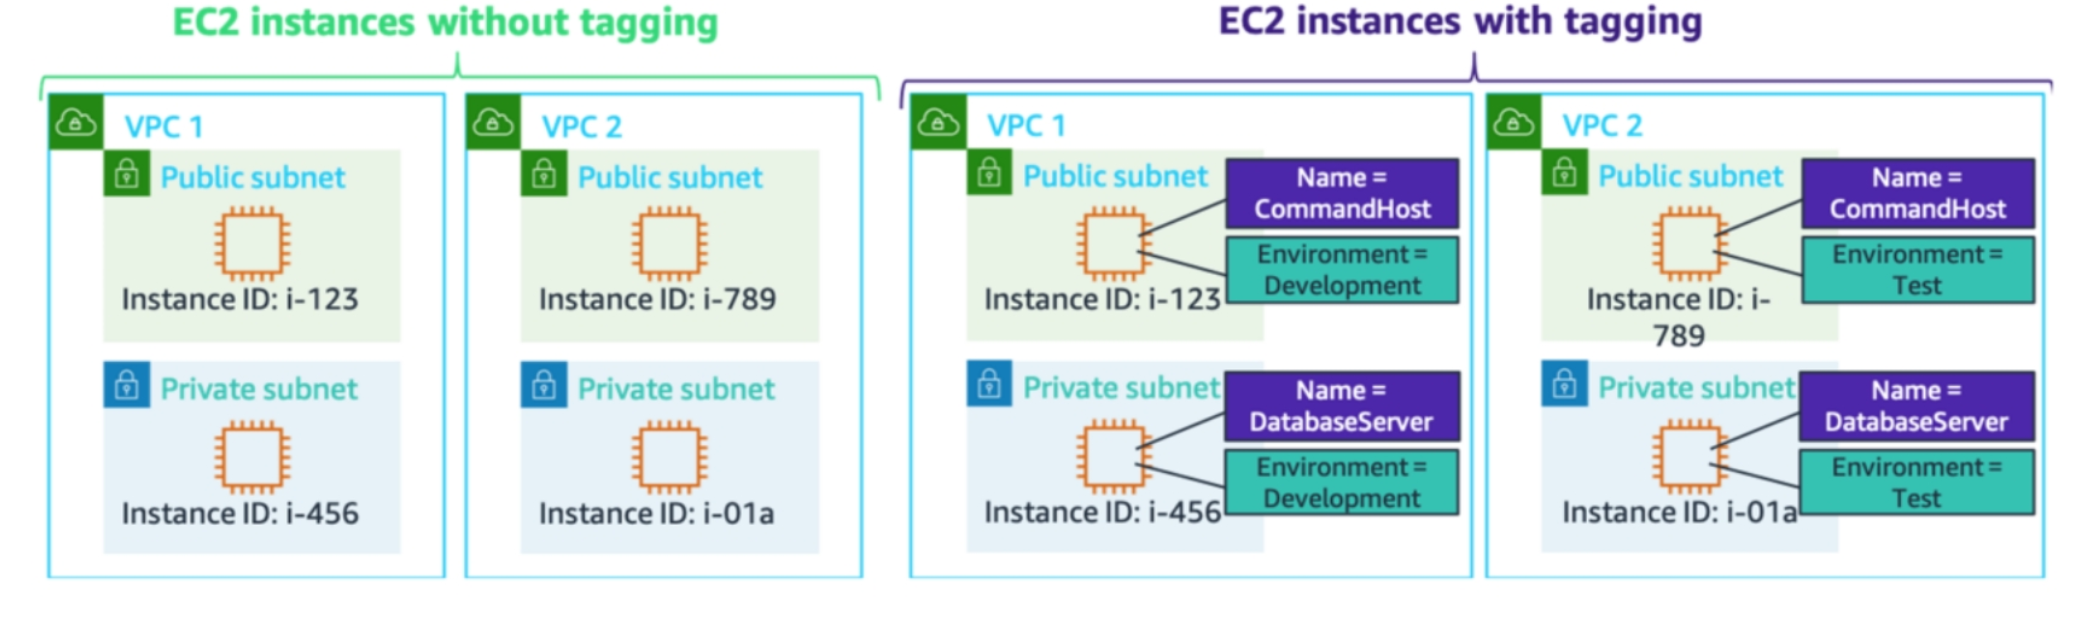 EC2 instances without tagging
VPC 1
Public subnet
Instance ID: i-123
Private subnet
Instance ID: i-456
VPC 2
Public subnet
Instance ID: i-789
Private subnet
Instance ID: i-01a
EC2 instances with tagging
VPC 1
Public subnet
Name =
CommandHost
Environment =
Development
Instance ID: i-123
Private subnet
Name =
DatabaseServer
Environment =
Development
Instance ID: i-456
VPC 2
Public subnet
Name =
CommandHost
Environment =
Test
Instance ID: i-
789
Private subnet
Name =
DatabaseServer
Environment =
Test
Instance ID: i-01a